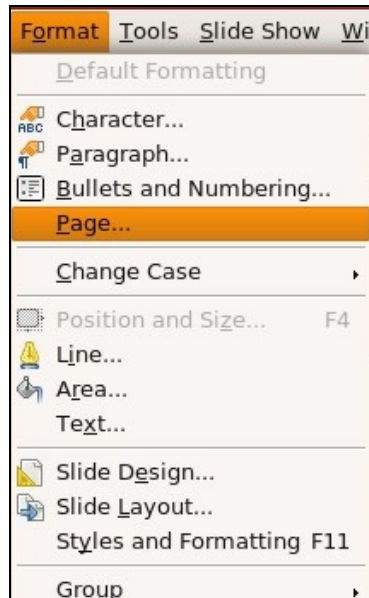 Format Tools Slide Show Wi
Default Formatting
ABC Character...
¶ Paragraph...
Bullets and Numbering...
Page...
Change Case
Position and Size... F4
Line...
Area...
Text...
Slide Design...
Slide Layout...
Styles and Formatting F11
Group